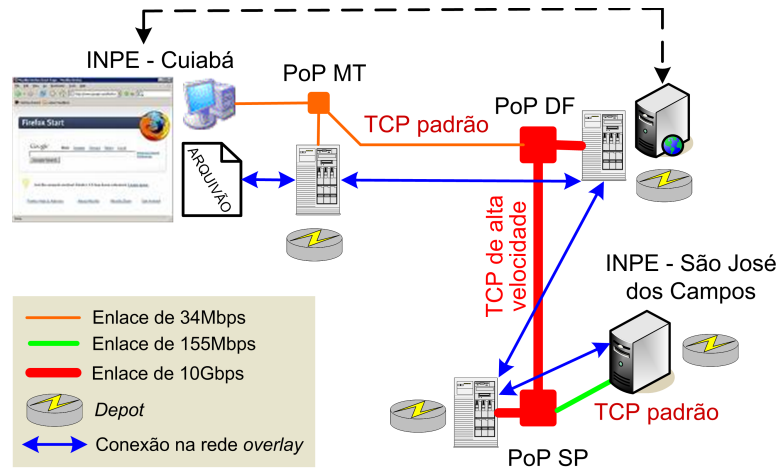 INPE - Cuiabá
PoP MT
PoP DF
TCP padrão
Firefox Start
Google
ARQUIVÃO
TCP de alta
velocidade
INPE - São José
dos Campos
Enlace de 34Mbps
Enlace de 155Mbps
Enlace de 10Gbps
Depot
Conexão na rede overlay
TCP padrão
PoP SP